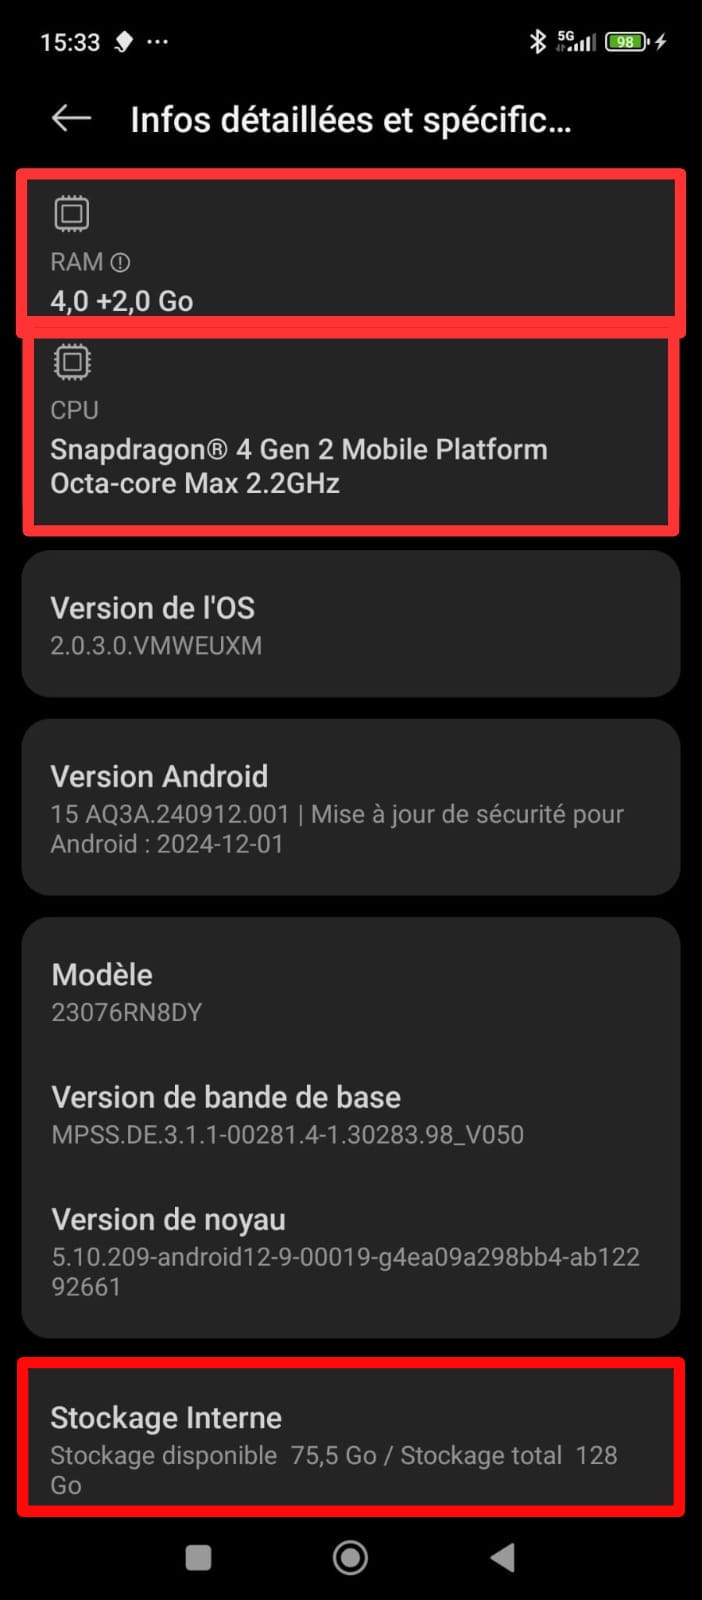 15:33
5G
98
Infos détaillées et spécific...
RAM
4,0 +2,0 Go
CPU
Snapdragon® 4 Gen 2 Mobile Platform
Octa-core Max 2.2GHz
Version de l'OS
2.0.3.0.VMWEUXM
Version Android
15 AQ3A.240912.001 | Mise à jour de sécurité pour
Android : 2024-12-01
Modèle
23076RN8DY
Version de bande de base
MPSS.DE.3.1.1-00281.4-1.30283.98_V050
Version de noyau
5.10.209-android12-9-00019-g4ea09a298bb4-ab122
92661
Stockage Interne
Stockage disponible  75,5 Go / Stockage total  128
Go